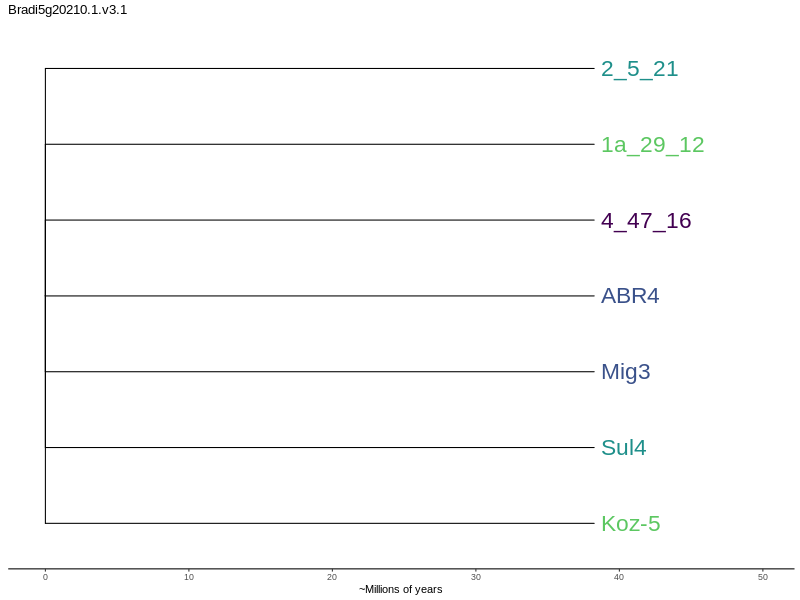 Bradi5g20210.1.v3.1
2_5_21
1a_29_12
4_47_16
ABR4
Mig3
Sul4
Koz-5
0 10 20 30 40 50
~Millions of years